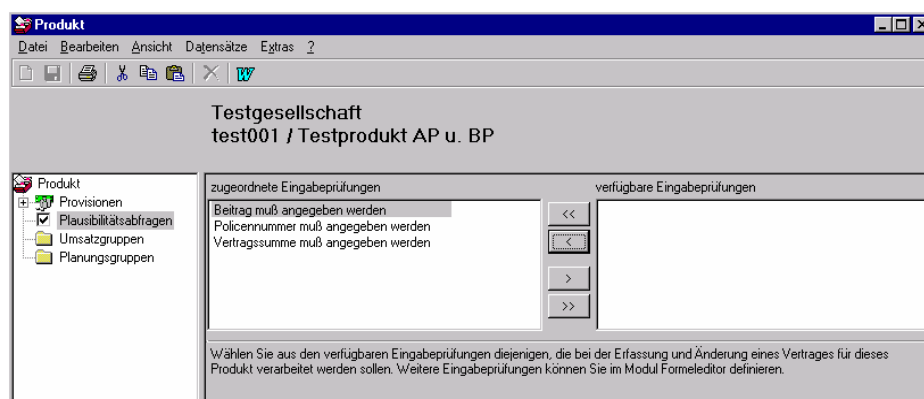 Produkt
Datei Bearbeiten Ansicht Datensätze Extras ?
W
Testgesellschaft
test001 / Testprodukt AP u. BP
Produkt
Provisionen
Plausibilitätsabfragen
Umsatzgruppen
Planungsgruppen
zugeordnete Eingabeprüfungen
Beitrag muß angegeben werden
Policennummer muß angegeben werden
Vertragssumme muß angegeben werden
<<
<
>
>>
verfügbare Eingabeprüfungen
Wählen Sie aus den verfügbaren Eingabeprüfungen diejenigen, die bei der Erfassung und Änderung eines Vertrages für dieses
Produkt verarbeitet werden sollen. Weitere Eingabeprüfungen können Sie im Modul Formeleditor definieren.